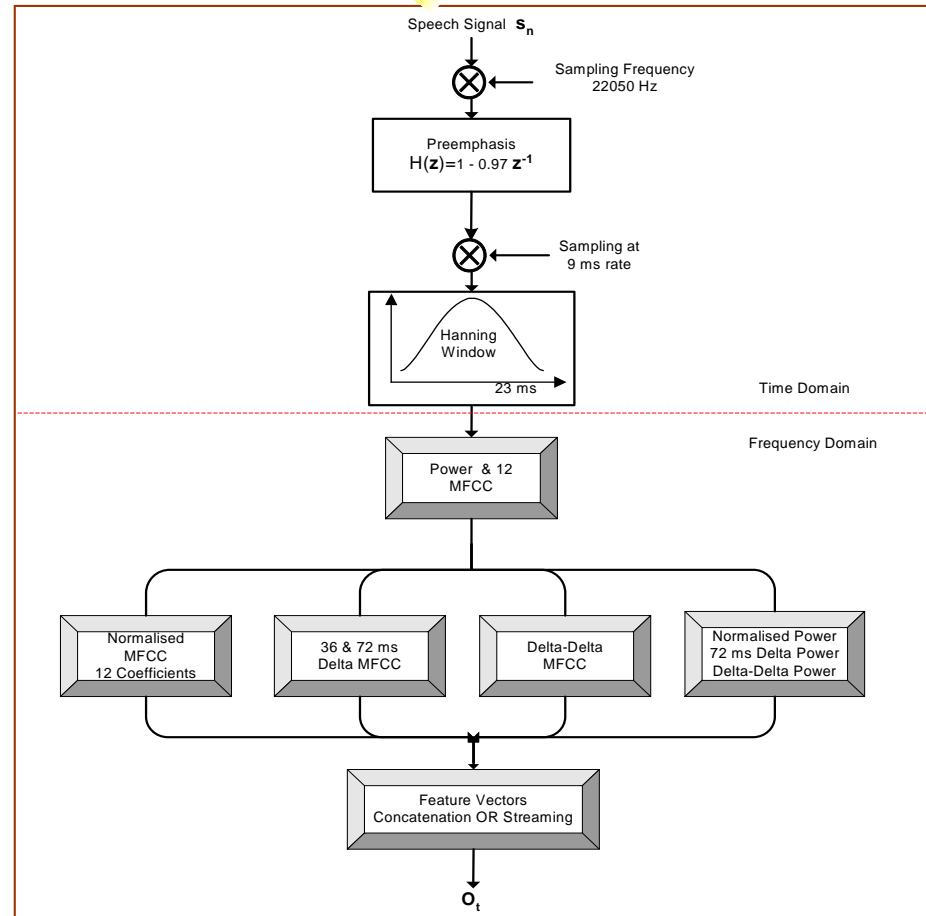 Speech Signal sn
Sampling Frequency
22050 Hz
Preemphasis
H(z)=1 - 0.97 z-1
Sampling at
9 ms rate
Hanning
Window
23 ms
Time Domain
Frequency Domain
Power & 12
MFCC
Normalised
MFCC
12 Coefficients
36 & 72 ms
Delta MFCC
Delta-Delta
MFCC
Normalised Power
72 ms Delta Power
Delta-Delta Power
Feature Vectors
Concatenation OR Streaming
Ot